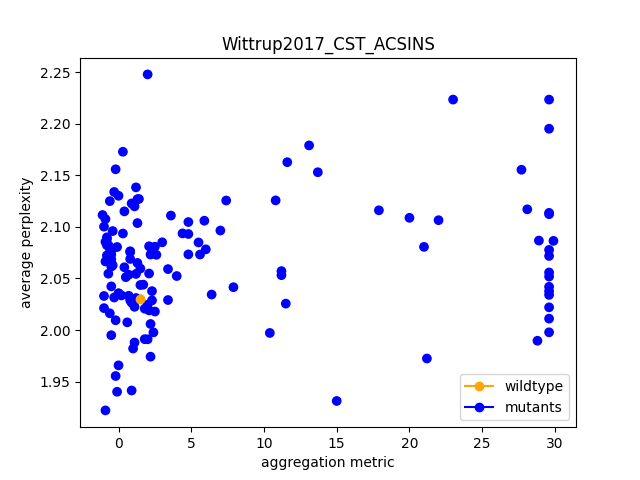 Wittrup2017_CST_ACSINS
average perplexity
2.25
2.20
2.15
2.10
2.05
2.00
1.95
0 5 10 15 20 25 30
aggregation metric
wildtype
mutants